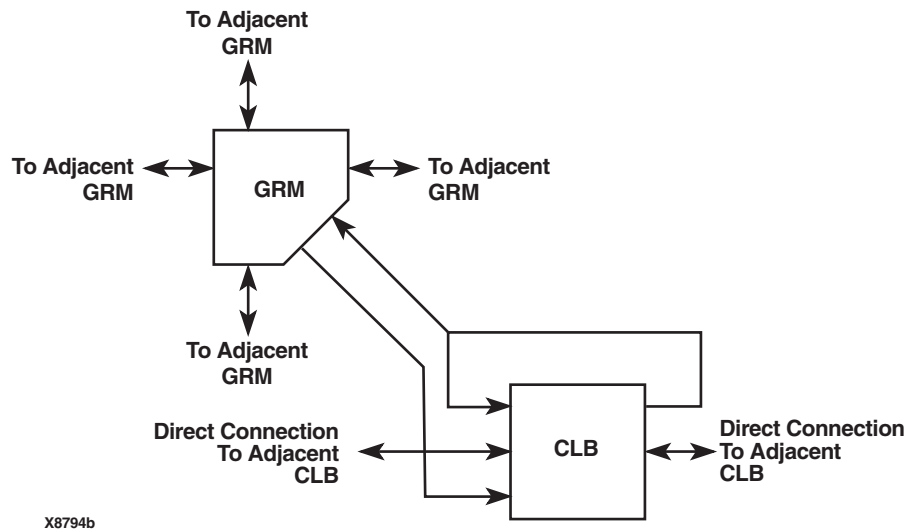 To Adjacent
GRM
To Adjacent
GRM
GRM
To Adjacent
GRM
To Adjacent
GRM
Direct Connection
To Adjacent
CLB
CLB
Direct Connection
To Adjacent
CLB
X8794b